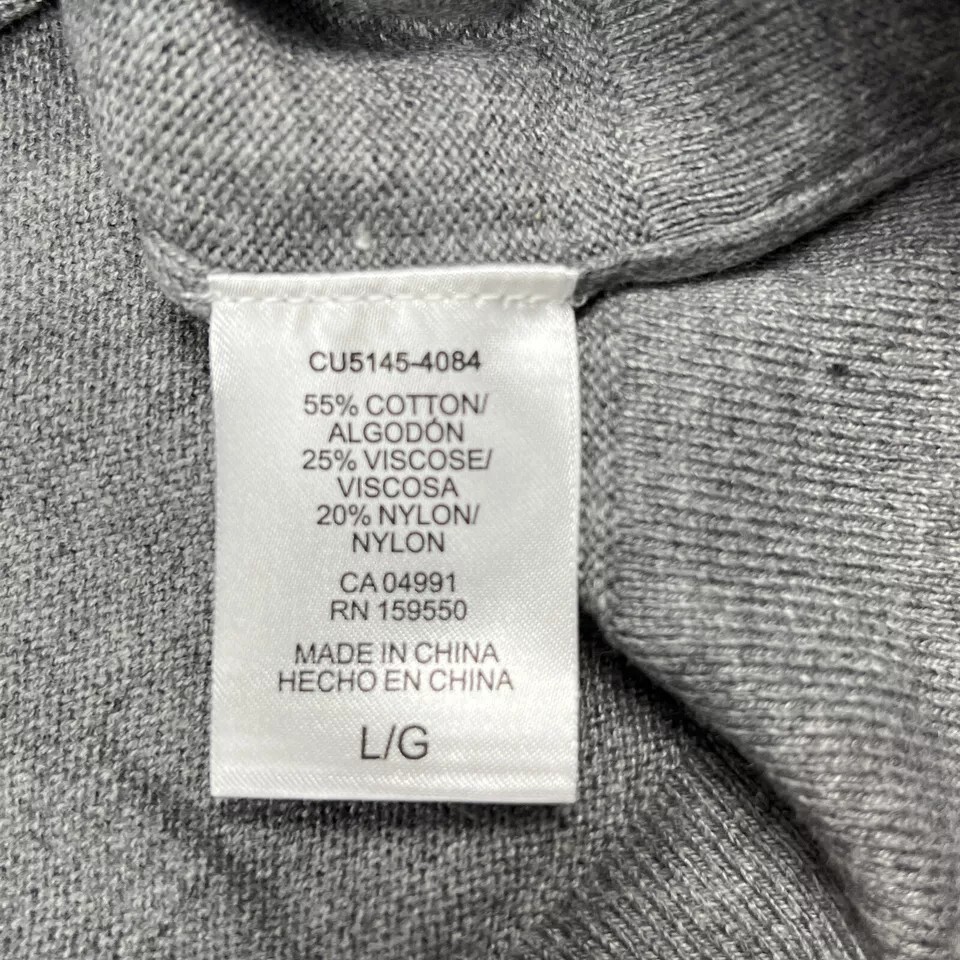 CU5145-4084
55% COTTON/
ALGODÓN
25% VISCOSE/
VISCOSA
20% NYLON/
NYLON
CA 04991
RN 159550
MADE IN CHINA
HECHO EN CHINA
L/G